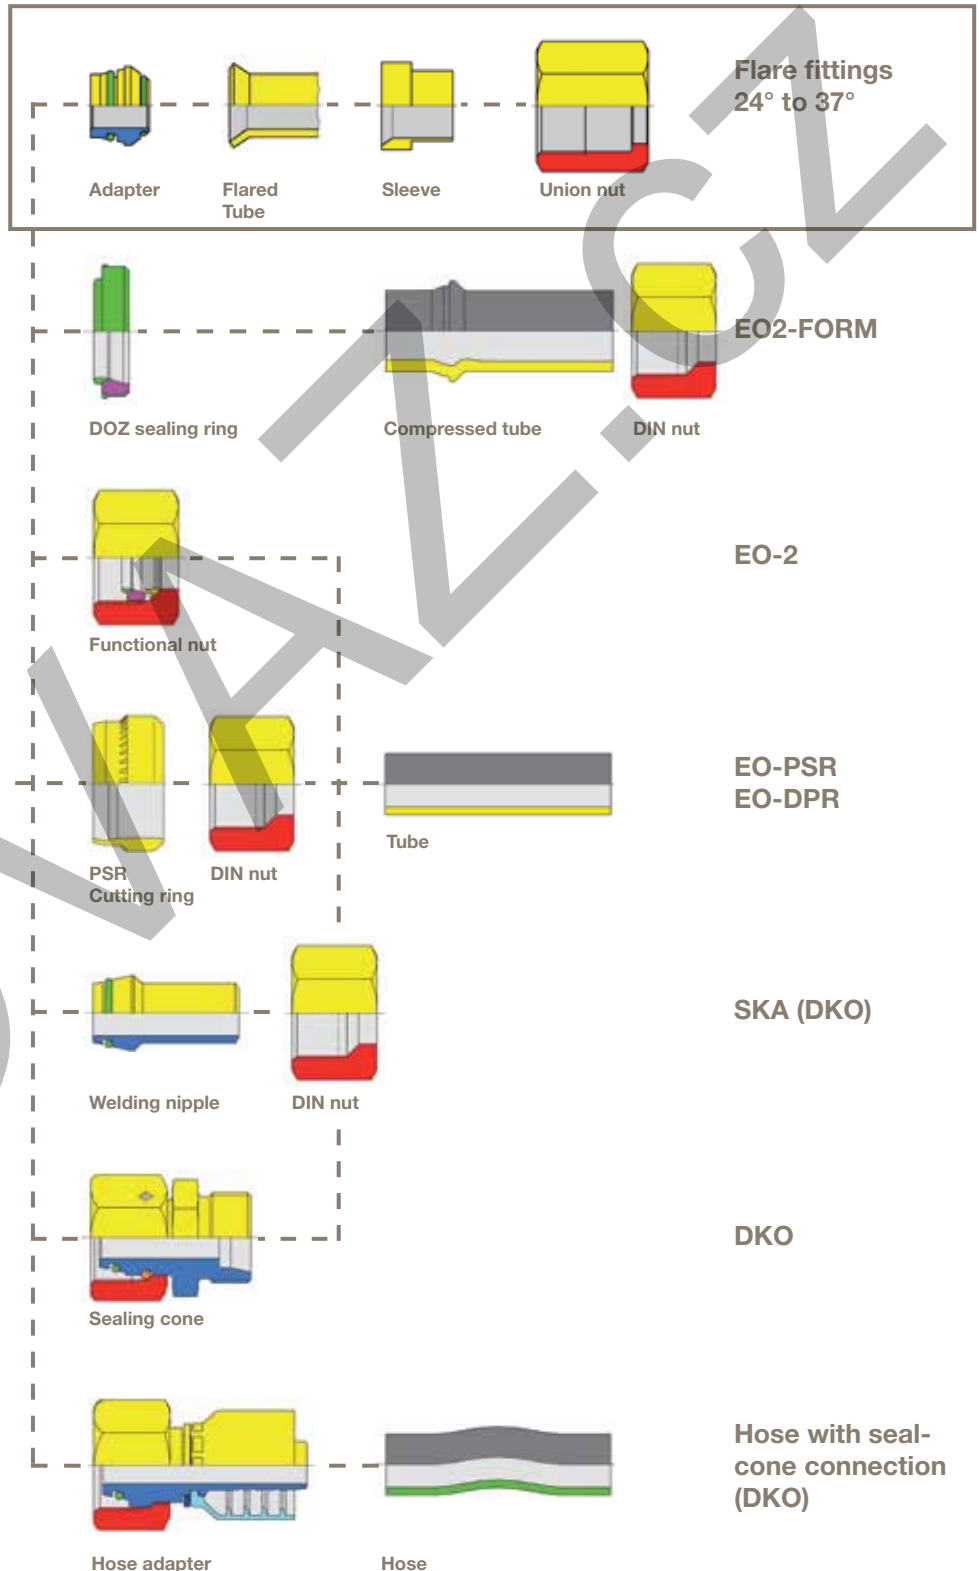 Flare fittings
24° to 37°
Adapter
Flared
Tube
Sleeve
Union nut
EO2-FORM
DOZ sealing ring
Compressed tube
DIN nut
EO-2
Functional nut
EO-PSR
EO-DPR
PSR
Cutting ring
DIN nut
Tube
SKA (DKO)
Welding nipple
DIN nut
DKO
Sealing cone
Hose with seal-
cone connection
(DKO)
Hose adapter
Hose
VAZ.CZ